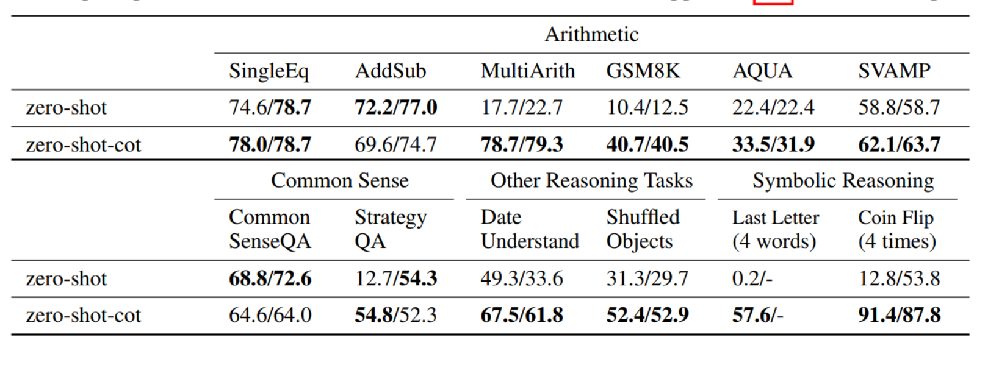 Arithmetic
SingleEq AddSub MultiArith GSM8K AQUA SVAMP
zero-shot 74.6/78.7 72.2/77.0 17.7/22.7 10.4/12.5 22.4/22.4 58.8/58.7
zero-shot-cot 78.0/78.7 69.6/74.7 78.7/79.3 40.7/40.5 33.5/31.9 62.1/63.7
Common Sense Other Reasoning Tasks Symbolic Reasoning
Common Strategy Date Shuffled Last Letter Coin Flip
SenseQA QA Understand Objects (4 words) (4 times)
zero-shot 68.8/72.6 12.7/54.3 49.3/33.6 31.3/29.7 0.2/- 12.8/53.8
zero-shot-cot 64.6/64.0 54.8/52.3 67.5/61.8 52.4/52.9 57.6/- 91.4/87.8